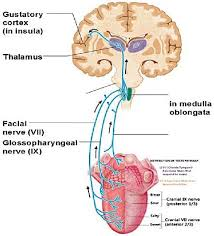 Gustatory
cortex
(in insula)
Thalamus
in medulla
oblongata
Facial
nerve (VII)
Glossopharyngeal
nerve (IX)
Bitter
Sour
Salty
Sweet
Cranial IX nerve
(posterior 1/3)
Cranial VII nerve
(anterior 2/3)